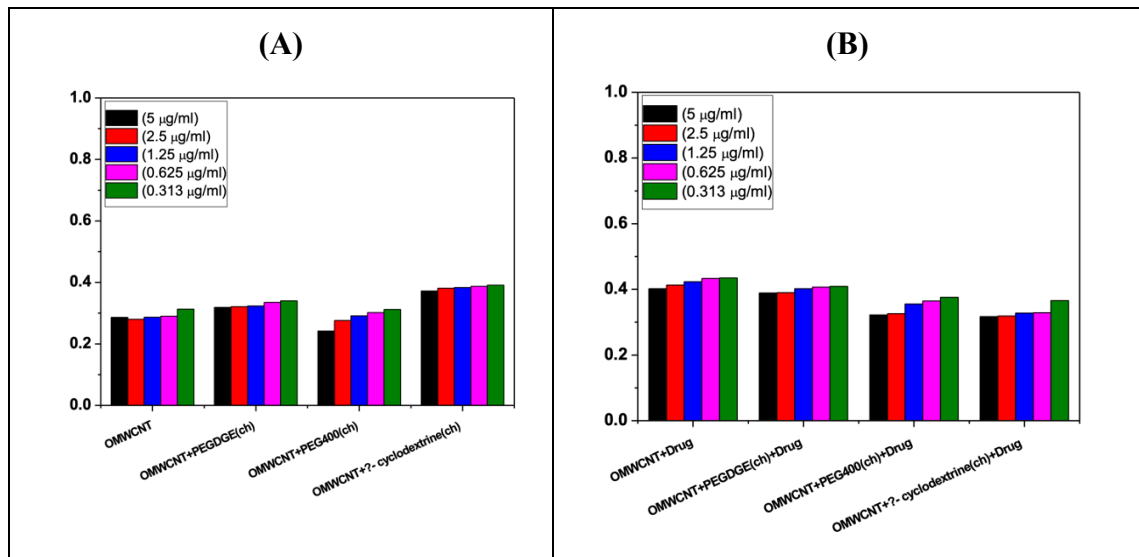 (A)
1.0
0.8
0.6
0.4
0.2
0.0
(5 μg/ml)
(2.5 μg/ml)
(1.25 μg/ml)
(0.625 μg/ml)
(0.313 μg/ml)
OMWCNT
OMWCNT+PEGDGE(ch)
OMWCNT+PEG400(ch)
OMWCNT+?- cyclodextrine(ch)
(B)
1.0
0.8
0.6
0.4
0.2
0.0
(5 μg/ml)
(2.5 μg/ml)
(1.25 μg/ml)
(0.625 μg/ml)
(0.313 μg/ml)
OMWCNT+Drug
OMWCNT+PEGDGE(ch)+Drug
OMWCNT+PEG400(ch)+Drug
OMWCNT+?- cyclodextrine(ch)+Drug